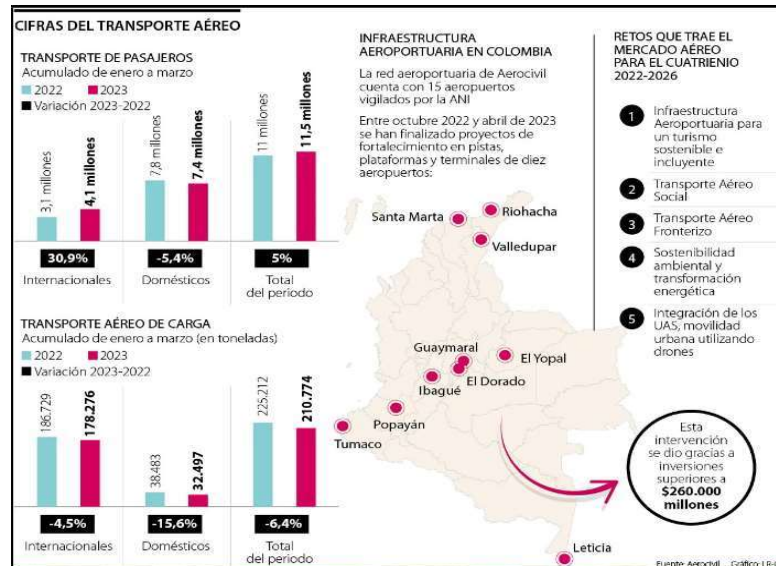 CIFRAS DEL TRANSPORTE AÉREO
TRANSPORTE DE PASAJEROS
Acumulado de enero a marzo
2022
2023
Variación 2023-2022
3,1 millones
4,1 millones
7,8 millones
7,4 millones
11 millones
11,5 millones
30,9%
-5,4%
5%
Internacionales
Domésticos
Total
del periodo
TRANSPORTE AÉREO DE CARGA
Acumulado de enero a marzo (en toneladas)
2022
2023
Variación 2023-2022
186.729
178.276
38.483
32.497
225.212
210.774
-4,5%
-15,6%
-6,4%
Internacionales
Domésticos
Total
del periodo
INFRAESTRUCTURA
AEROPORTUARIA EN COLOMBIA
La red aeroportuaria de Aerocivil
cuenta con 15 aeropuertos
vigilados por la ANI
Entre octubre 2022 y abril de 2023
se han finalizado proyectos de
fortalecimiento en pistas,
plataformas y terminales de diez
aeropuertos:
Santa Marta
Riohacha
Valledupar
Guaymaral
El Yopal
El Dorado
Ibagué
Popayán
Tumaco
Leticia
RETOS QUE TRAE EL
MERCADO AÉREO
PARA EL CUATRIENIO
2022-2026
1 Infraestructura
Aeroportuaria para
un turismo
sostenible e
incluyente
2 Transporte Aéreo
Social
3 Transporte Aéreo
Fronterizo
4 Sostenibilidad
ambiental y
transformación
energética
5 Integración de los
UAS, movilidad
urbana utilizando
drones
Esta
intervención
se dio gracias a
inversiones
superiores a
$260.000
millones
Fuente: Aerocivil Gráfico: LR-